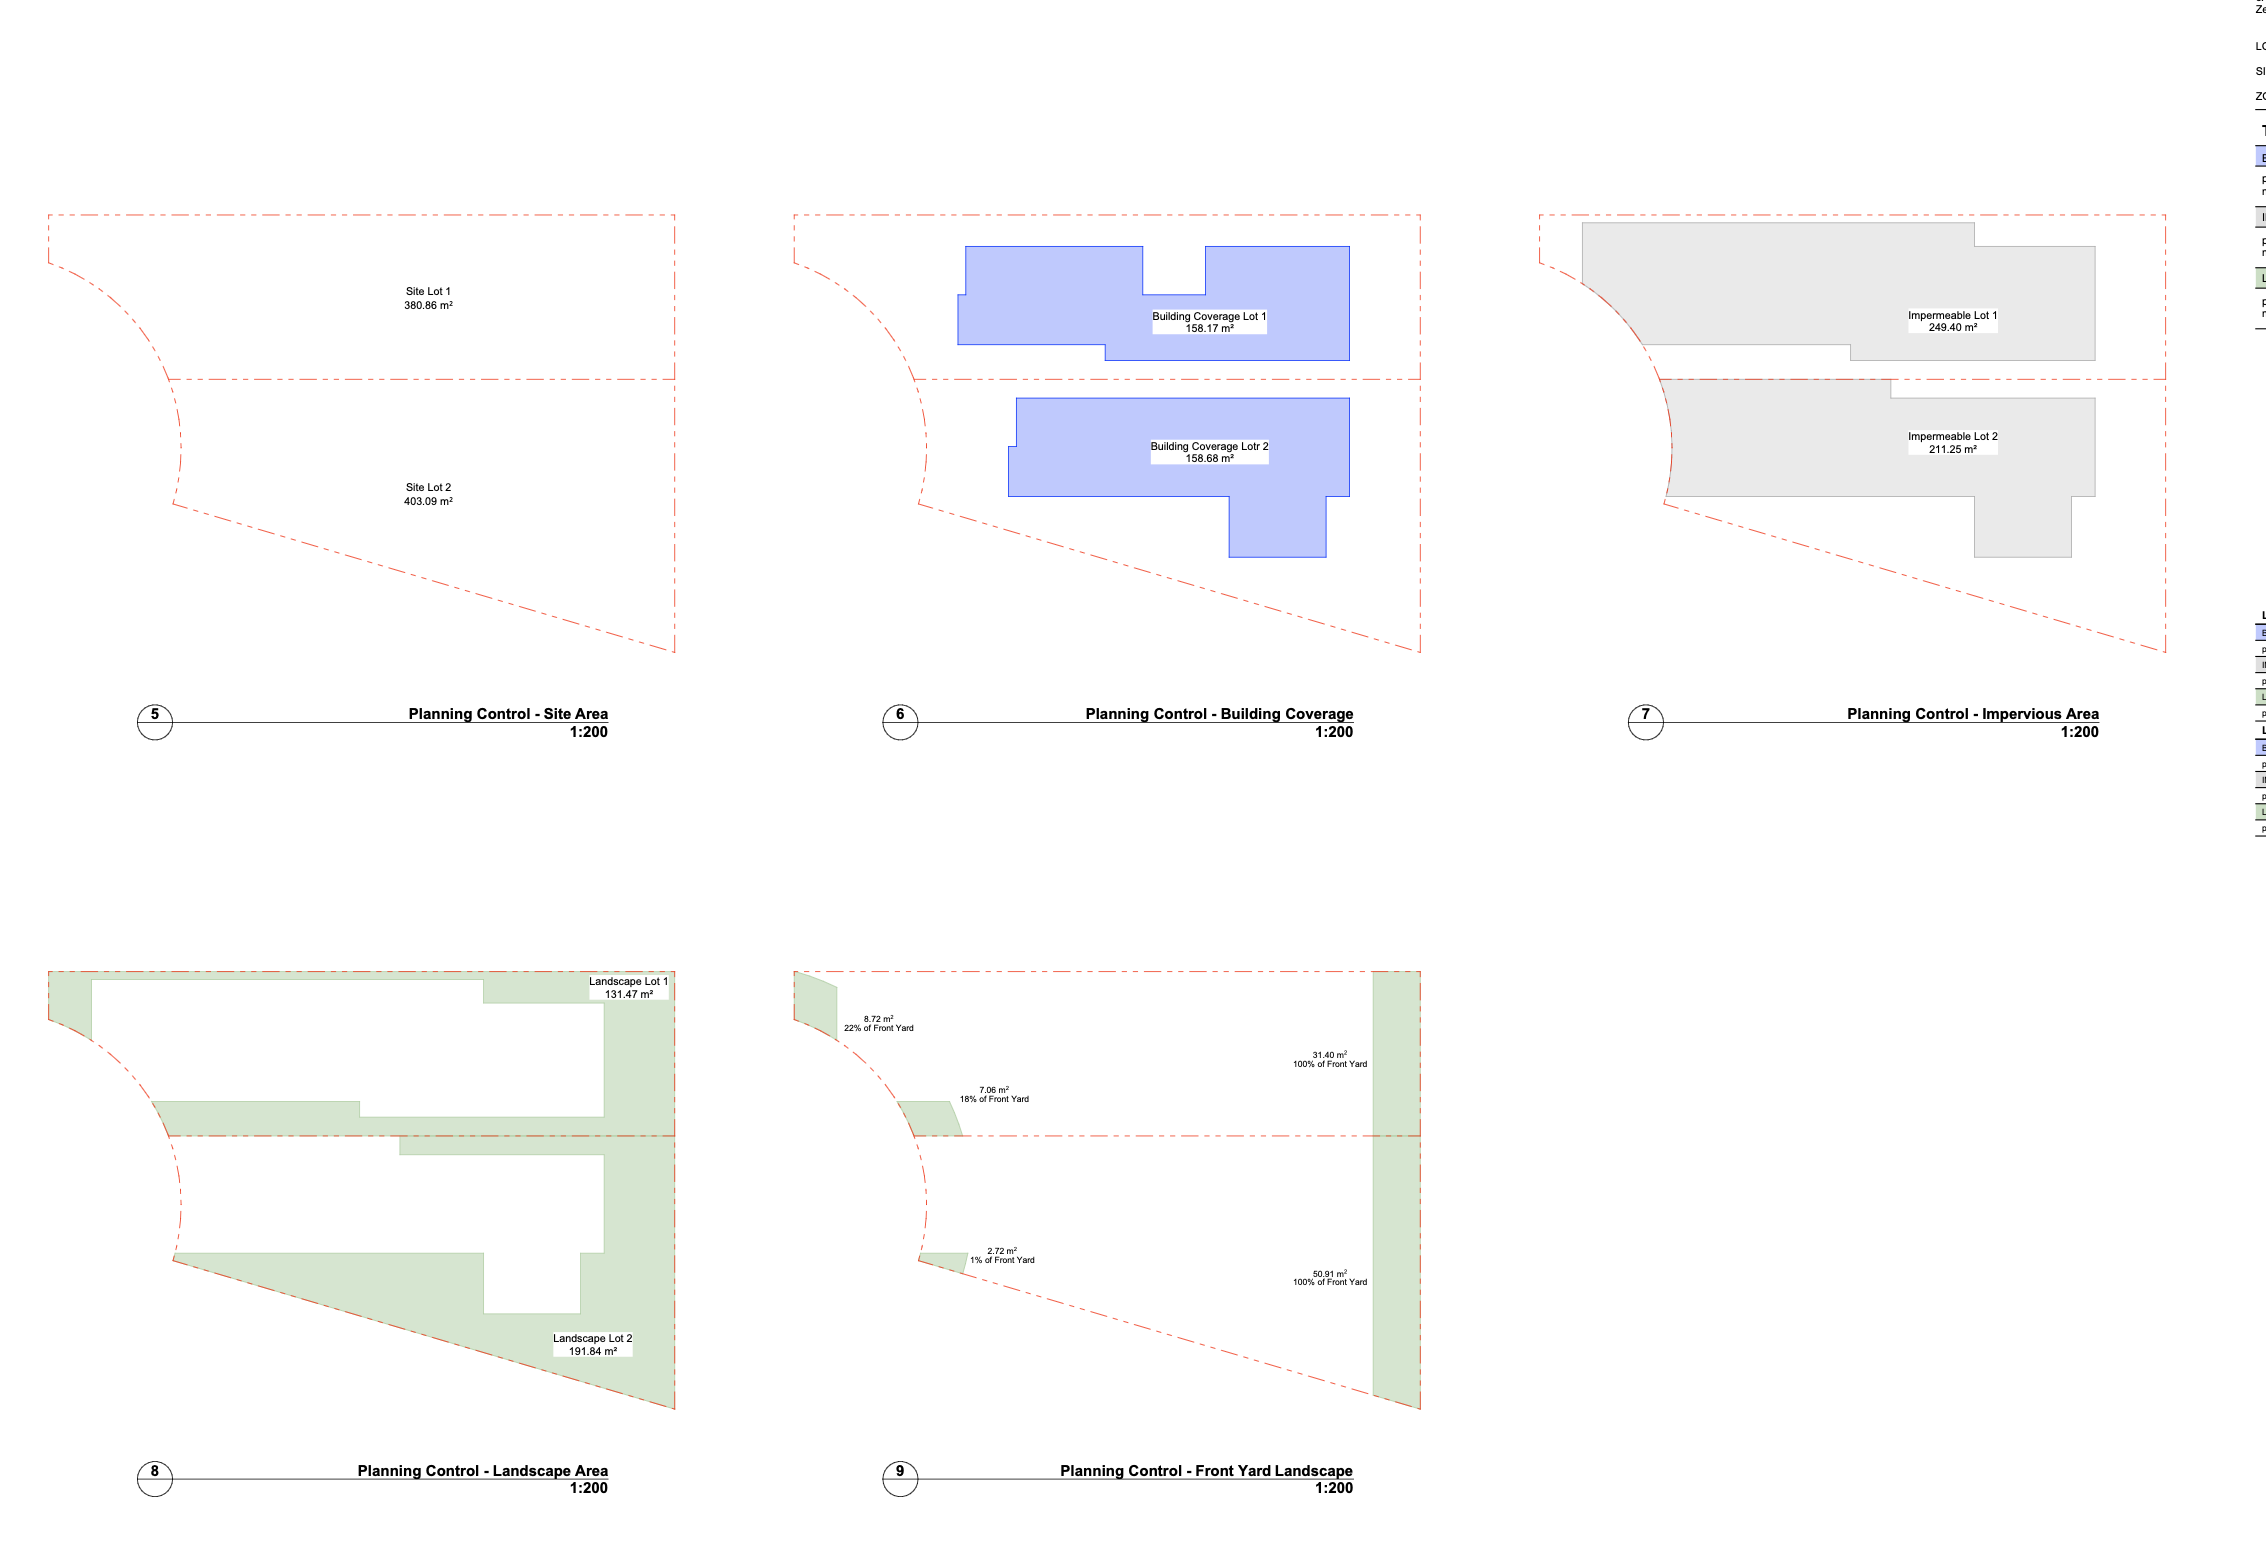 Site Lot 1
380.86 m²
Site Lot 2
403.09 m²
5
Planning Control - Site Area
1:200
Building Coverage Lot 1
158.17 m²
Building Coverage Lotr 2
158.68 m²
6
Planning Control - Building Coverage
1:200
Impermeable Lot 1
249.40 m²
Impermeable Lot 2
211.25 m²
7
Planning Control - Impervious Area
1:200
Landscape Lot 1
131.47 m²
Landscape Lot 2
191.84 m²
8
Planning Control - Landscape Area
1:200
8.72 m²
22% of Front Yard
7.06 m²
18% of Front Yard
2.72 m²
1% of Front Yard
31.40 m²
100% of Front Yard
50.91 m²
100% of Front Yard
9
Planning Control - Front Yard Landscape
1:200